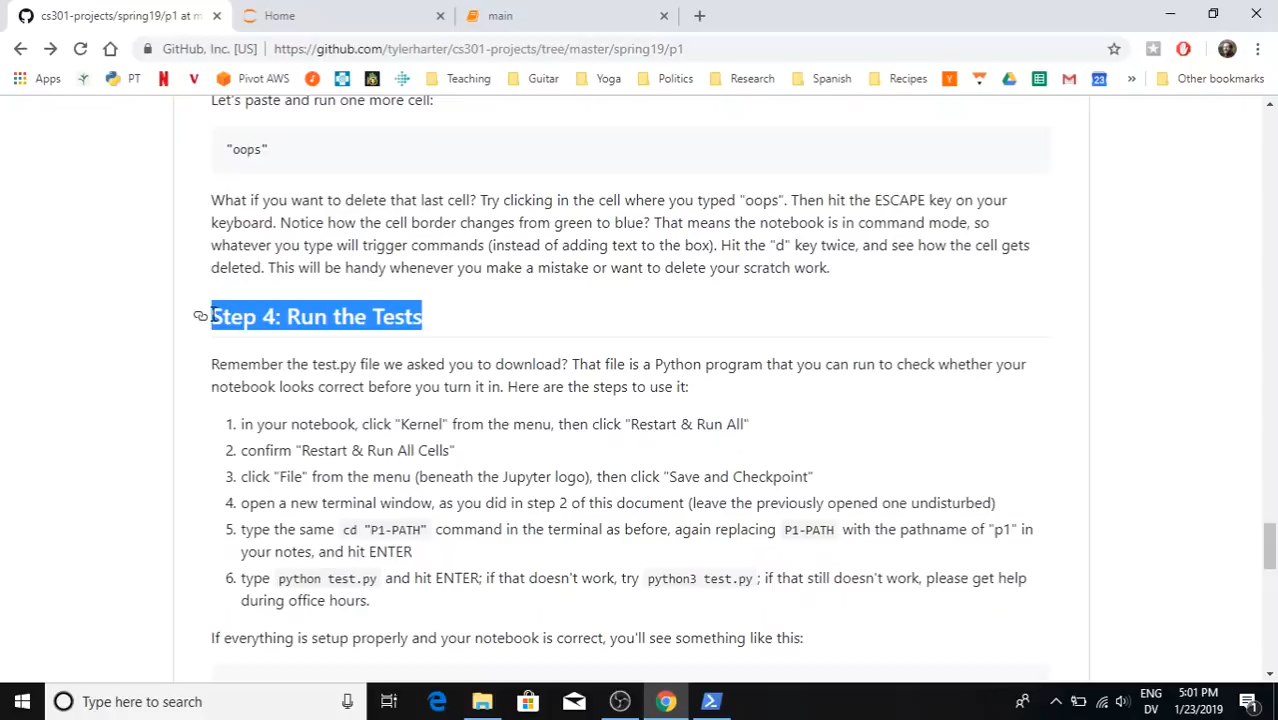 cs301-projects/spring19/p1 at m
Home
main
GitHub, Inc. [US]
https://github.com/tylerharter/cs301-projects/tree/master/spring19/p1
Apps
PT
Pivot AWS
Teaching
Guitar
Yoga
Politics
Research
Spanish
Recipes
23
»
Other bookmarks
Let's paste and run one more cell:
"oops"
What if you want to delete that last cell? Try clicking in the cell where you typed "oops". Then hit the ESCAPE key on your
keyboard. Notice how the cell border changes from green to blue? That means the notebook is in command mode, so
whatever you type will trigger commands (instead of adding text to the box). Hit the "d" key twice, and see how the cell gets
deleted. This will be handy whenever you make a mistake or want to delete your scratch work.
Step 4: Run the Tests
Remember the test.py file we asked you to download? That file is a Python program that you can run to check whether your
notebook looks correct before you turn it in. Here are the steps to use it:
1. in your notebook, click "Kernel" from the menu, then click "Restart & Run All"
2. confirm "Restart & Run All Cells"
3. click "File" from the menu (beneath the Jupyter logo), then click "Save and Checkpoint"
4. open a new terminal window, as you did in step 2 of this document (leave the previously opened one undisturbed)
5. type the same cd "P1-PATH" command in the terminal as before, again replacing P1-PATH with the pathname of "p1" in
your notes, and hit ENTER
6. type python test.py and hit ENTER; if that doesn't work, try python3 test.py ; if that still doesn't work, please get help
during office hours.
If everything is setup properly and your notebook is correct, you'll see something like this:
Type here to search
ENG
DV
5:01 PM
1/23/2019
1